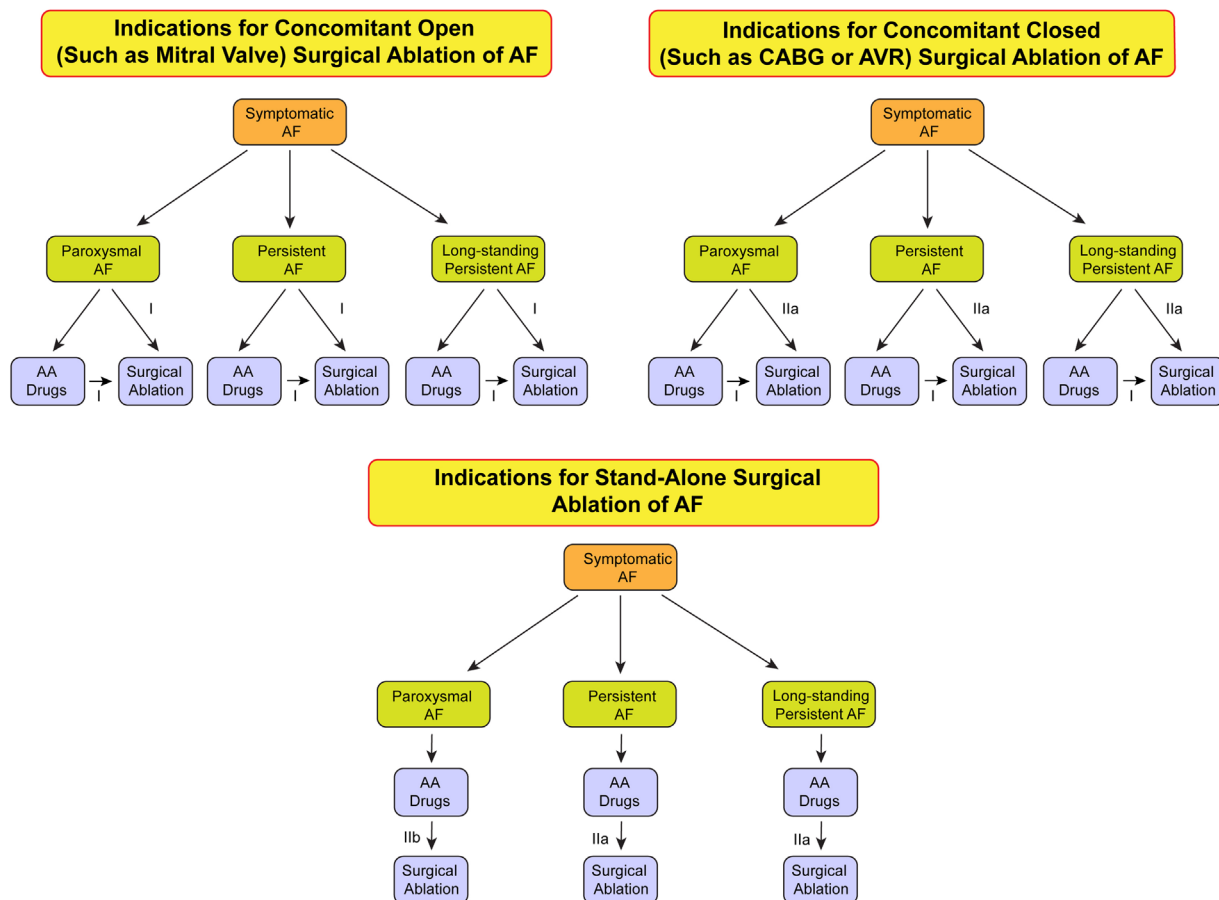 Indications for Concomitant Open
(Such as Mitral Valve) Surgical Ablation of AF
Symptomatic
AF
Paroxysmal
AF
Persistent
AF
Long-standing
Persistent AF
I
I
I
AA
Drugs
I
Surgical
Ablation
AA
Drugs
I
Surgical
Ablation
AA
Drugs
I
Surgical
Ablation
Indications for Concomitant Closed
(Such as CABG or AVR) Surgical Ablation of AF
Symptomatic
AF
Paroxysmal
AF
Persistent
AF
Long-standing
Persistent AF
IIa
IIa
IIa
AA
Drugs
I
Surgical
Ablation
AA
Drugs
I
Surgical
Ablation
AA
Drugs
I
Surgical
Ablation
Indications for Stand-Alone Surgical
Ablation of AF
Symptomatic
AF
Paroxysmal
AF
Persistent
AF
Long-standing
Persistent AF
AA
Drugs
AA
Drugs
AA
Drugs
IIb
IIa
IIa
Surgical
Ablation
Surgical
Ablation
Surgical
Ablation